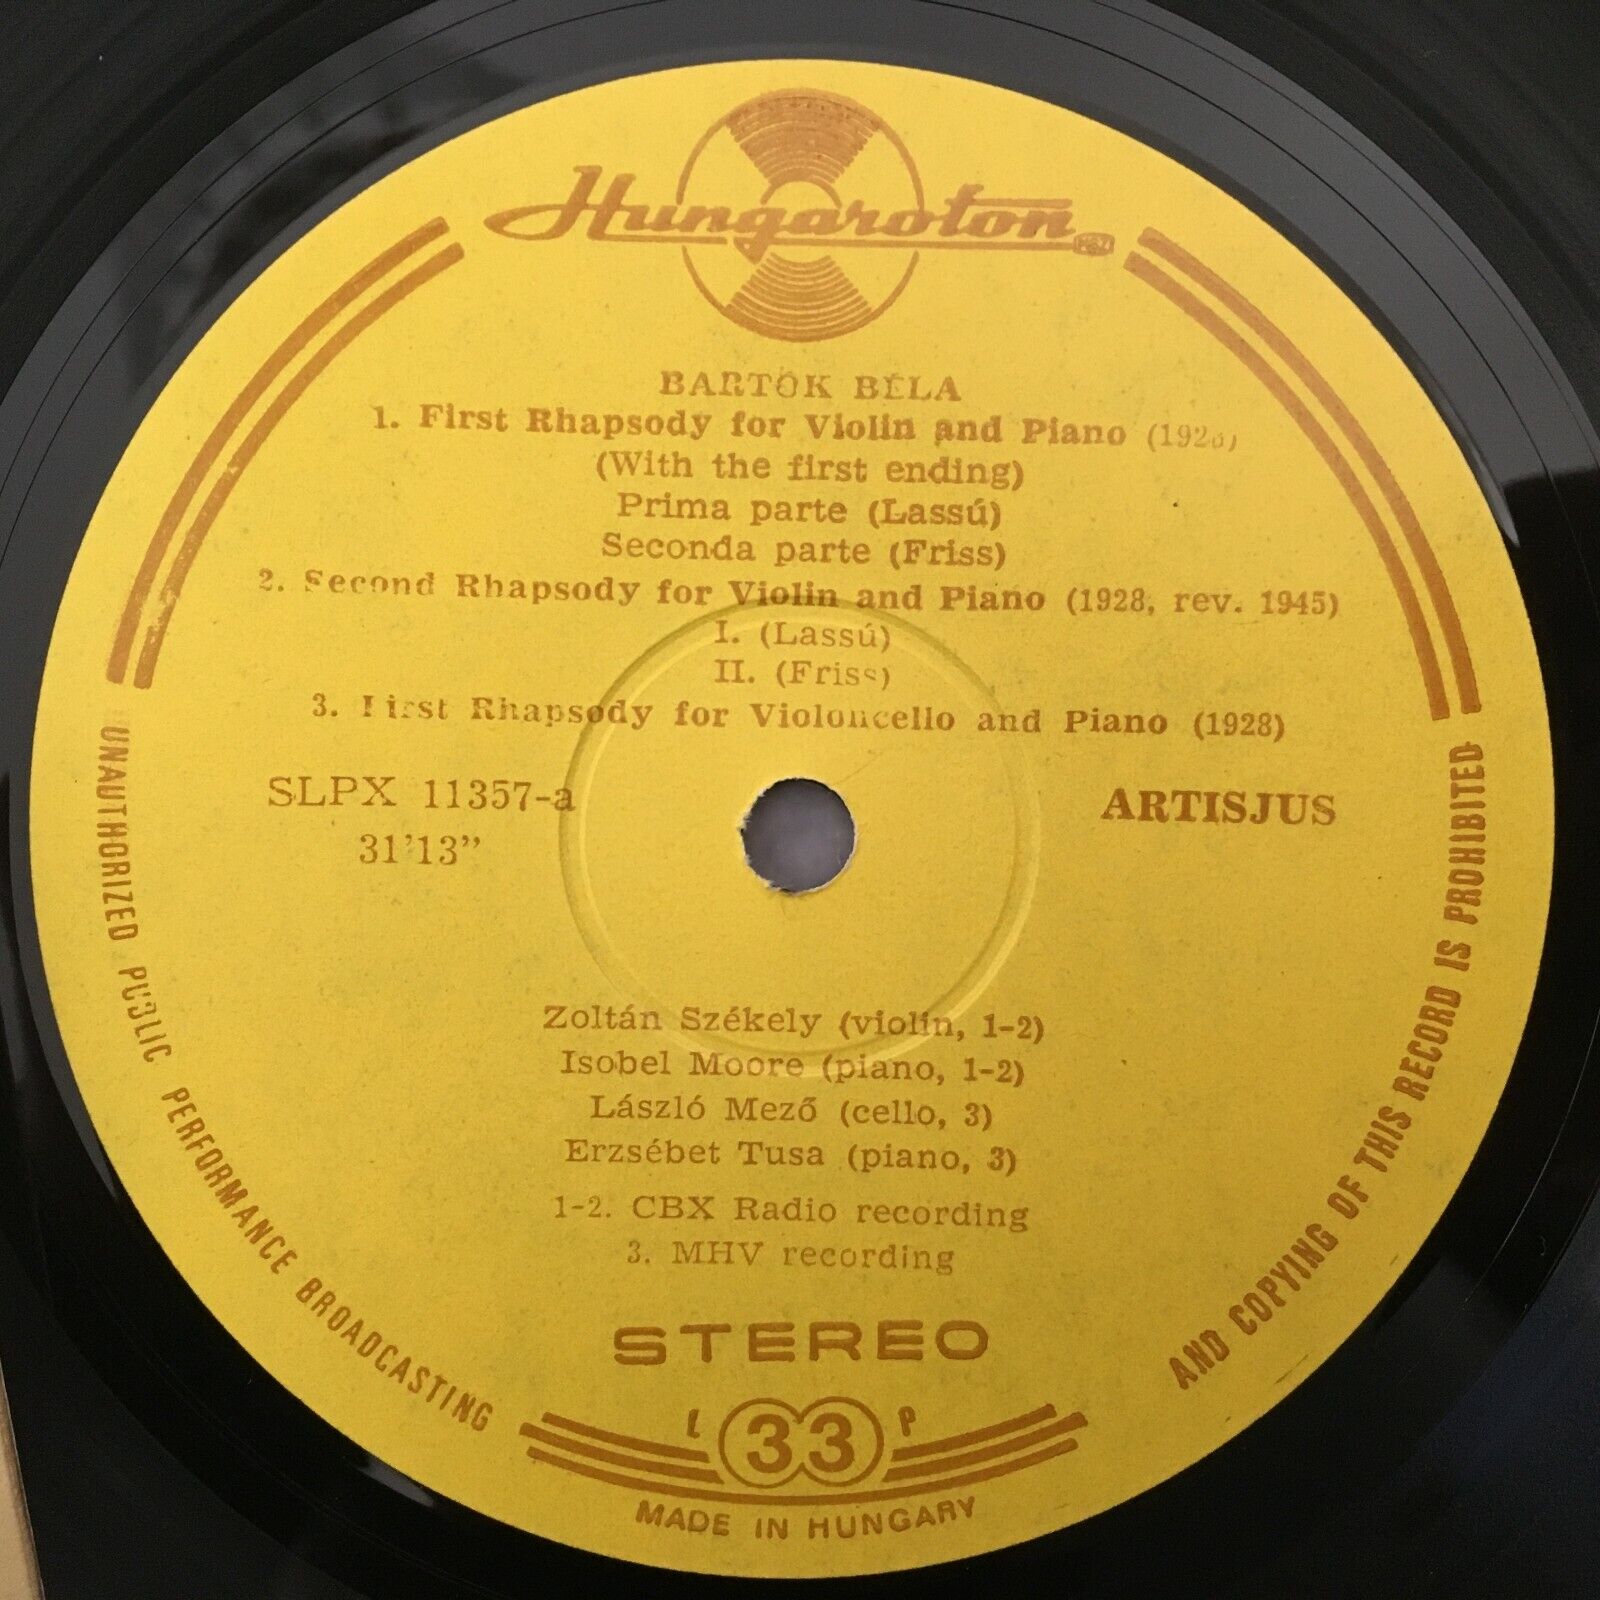 Hungaroton
BARTÓK BÉLA
1. First Rhapsody for Violin and Piano
(With the first ending)
Prima parte (Lassú)
Seconda parte (Friss)
2. Second Rhapsody for Violin and Piano (1928, rev. 1945)
I. (Lassú)
II. (Friss)
3. First Rhapsody for Violoncello and Piano (1928)
SLPX 11357-a
31'13"
ARTISJUS
Zoltán Székely (violin, 1-2)
Isobel Moore (piano, 1-2)
László Mező (cello, 3)
Erzsébet Tusa (piano, 3)
1-2. CBX Radio recording
3. MHV recording
STEREO
L 33 P
MADE IN HUNGARY
UNAUTHORIZED PUBLIC PERFORMANCE BROADCASTING
AND COPYING OF THIS RECORD IS PROHIBITED